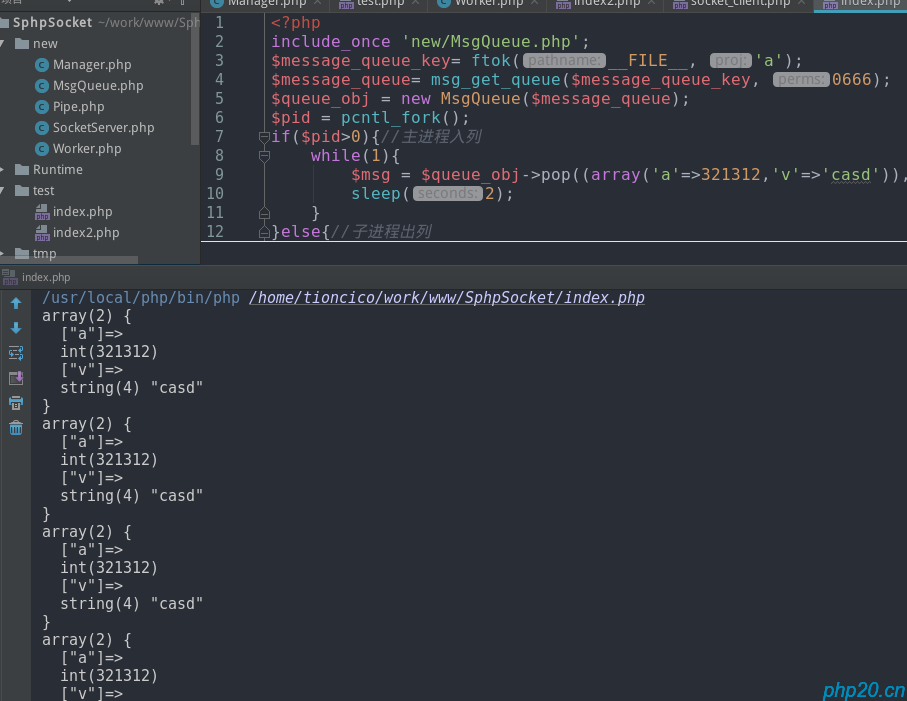 Manager.php test.php Worker.php index2.php socket_client.php index.php
SphpSocket ~/work/www/Sph
new
Manager.php
MsgQueue.php
Pipe.php
SocketServer.php
Worker.php
Runtime
test
index.php
index2.php
tmp
1 <?php
2 include_once 'new/MsgQueue.php';
3 $message_queue_key= ftok( pathname: __FILE__, proj: 'a');
4 $message_queue= msg_get_queue($message_queue_key, perms: 0666);
5 $queue_obj = new MsgQueue($message_queue);
6 $pid = pcntl_fork();
7 if($pid>0){//主进程入列
8 while(1){
9 $msg = $queue_obj->pop((array('a'=>321312,'v'=>'casd')),
10 sleep( seconds: 2);
11 }
12 }else{//子进程出列
index.php
/usr/local/php/bin/php /home/tioncico/work/www/SphpSocket/index.php
array(2) {
["a"]=>
int(321312)
["v"]=>
string(4) "casd"
}
array(2) {
["a"]=>
int(321312)
["v"]=>
string(4) "casd"
}
array(2) {
["a"]=>
int(321312)
["v"]=>
string(4) "casd"
}
array(2) {
["a"]=>
int(321312)
["v"]=>
php20.cn